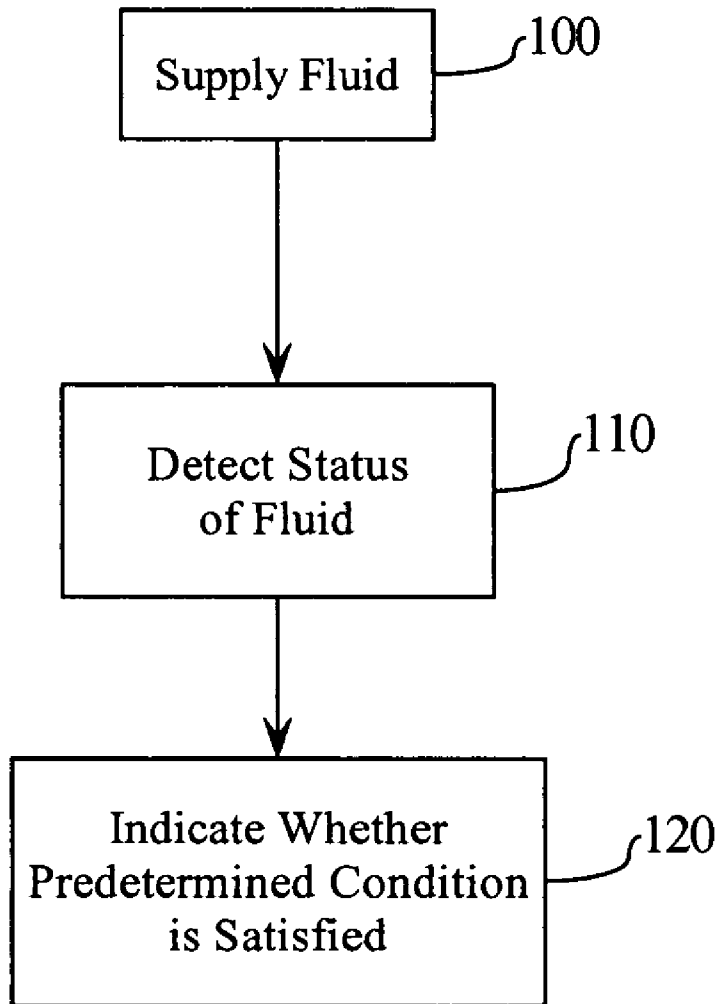 Supply Fluid
100
Detect Status
of Fluid
110
Indicate Whether
Predetermined Condition
is Satisfied
120